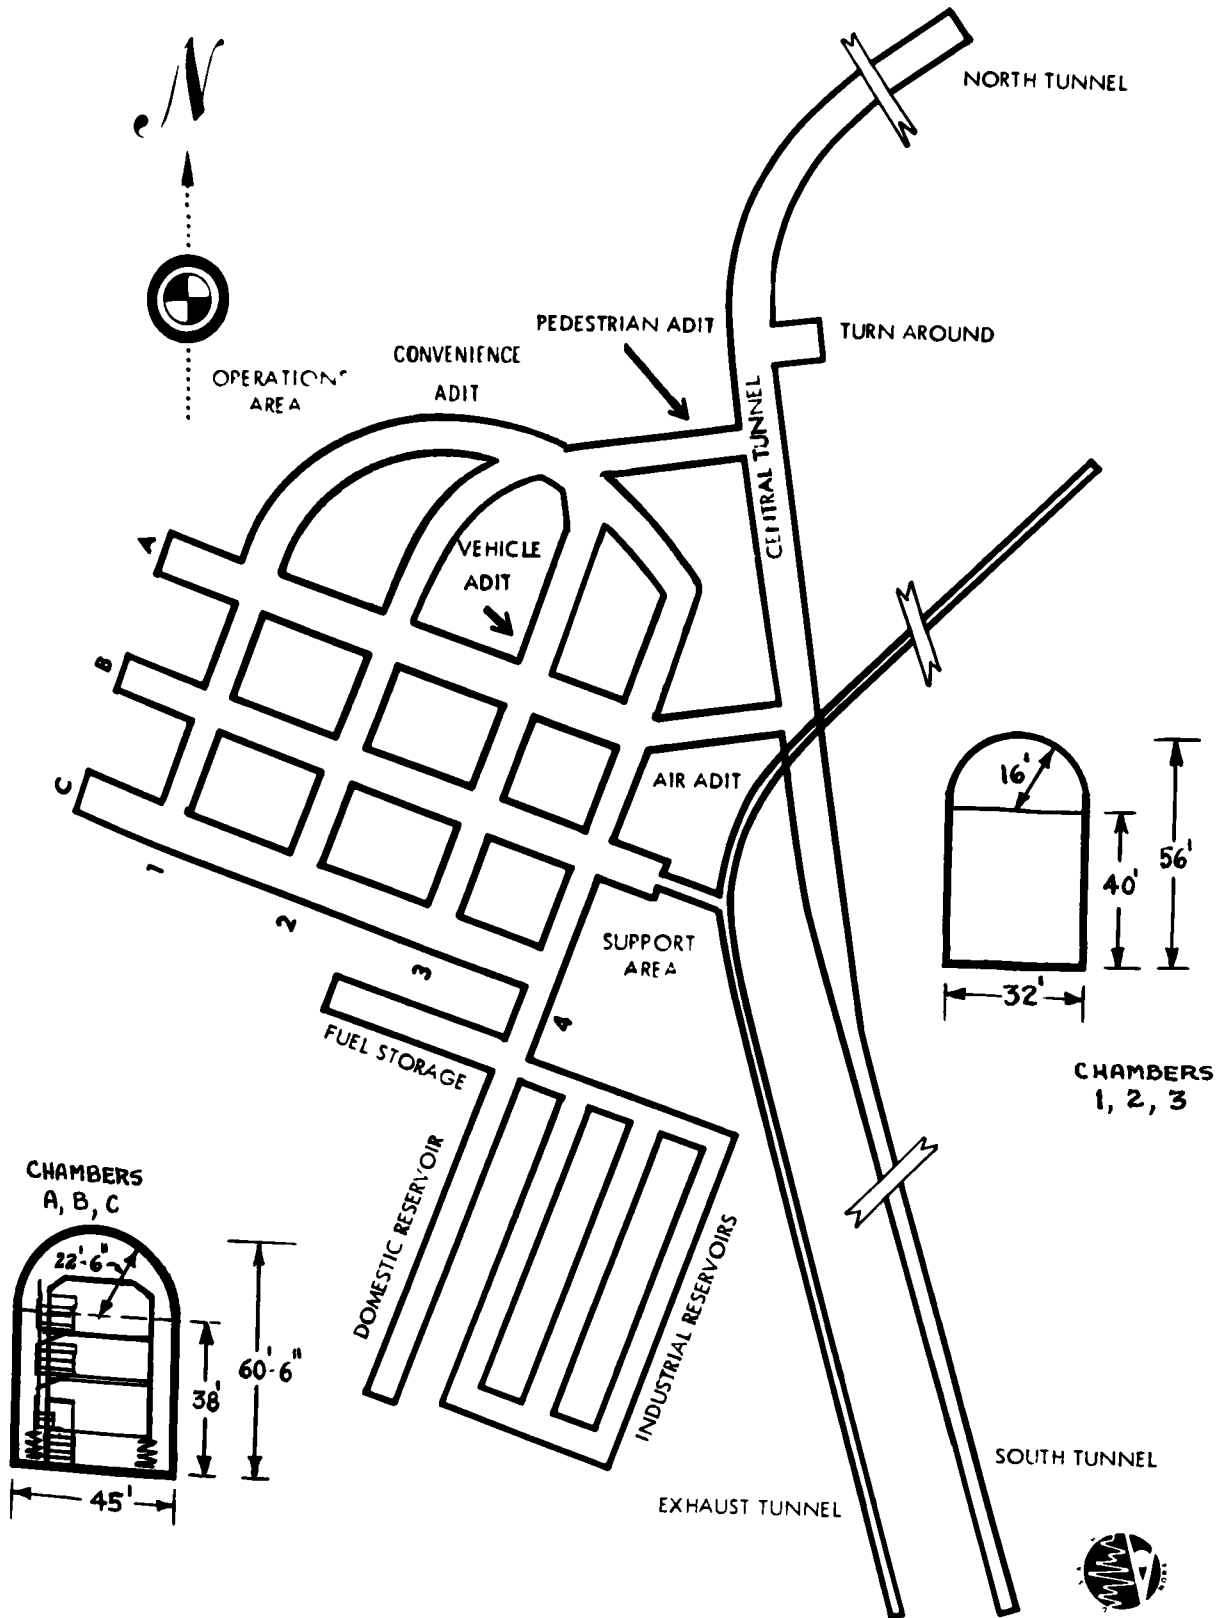 N
NORTH TUNNEL
PEDESTRIAN ADIT
TURN AROUND
CONVENIENCE
ADIT
OPERATIONS
AREA
CENTRAL TUNNEL
A
VEHICLE
ADIT
B
C
AIR ADIT
16'
56'
40'
32'
1
2
3
4
SUPPORT
AREA
FUEL STORAGE
CHAMBERS
1, 2, 3
CHAMBERS
A, B, C
22'-6"
60'-6"
38'
45'
DOMESTIC RESERVOIR
INDUSTRIAL RESERVOIRS
SOUTH TUNNEL
EXHAUST TUNNEL